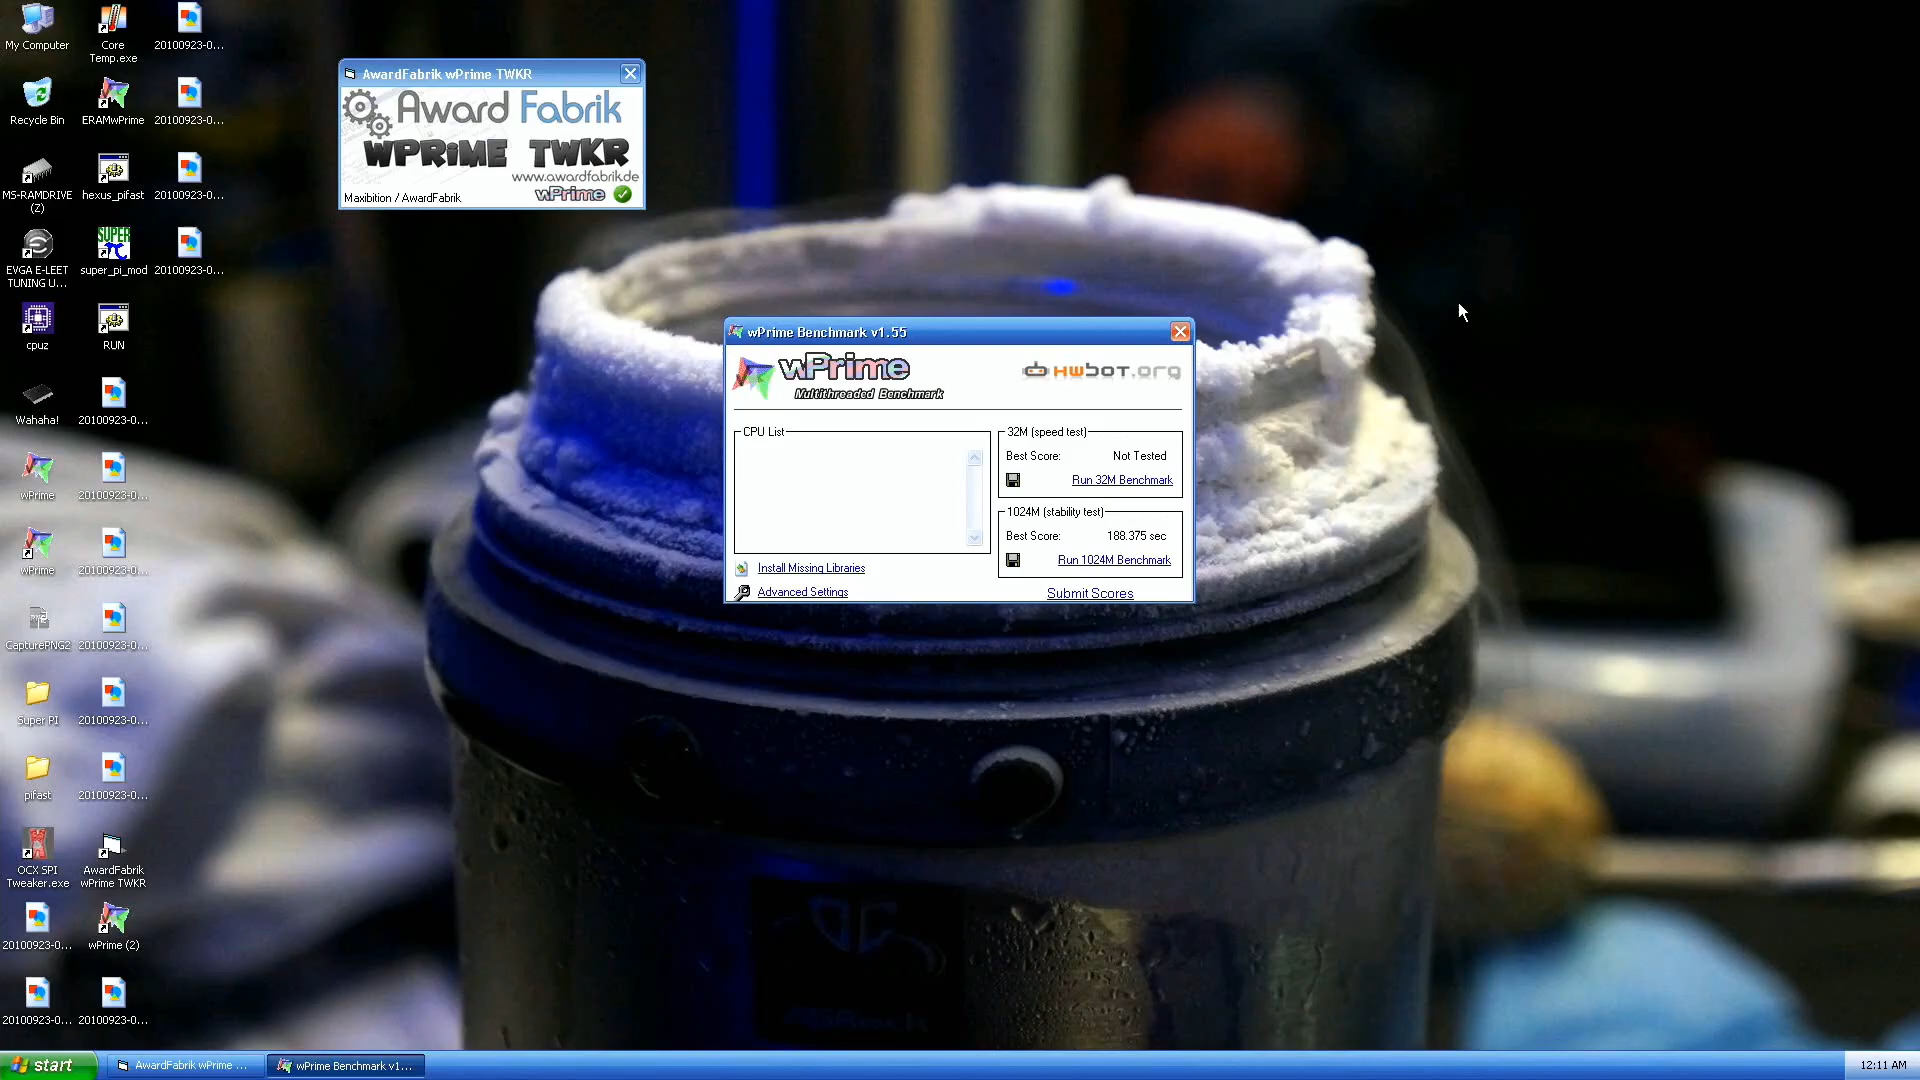 My Computer
Core
Temp.exe
20100923-0...
Recycle Bin
ERAMwPrime
20100923-0...
MS-RAMDRIVE
(Z)
hexus_pifast
20100923-0...
EVGA E-LEET
TUNING U...
SUPER
super_pi_mod
20100923-0...
cpuz
RUN
Wahaha!
20100923-0...
wPrime
20100923-0...
wPrime
20100923-0...
CapturePNG2
20100923-0...
Super PI
20100923-0...
pifast
20100923-0...
OCX SPI
Tweaker.exe
AwardFabrik
wPrime TWKR
20100923-0...
wPrime (2)
20100923-0...
20100923-0...
AwardFabrik wPrime TWKR
Award Fabrik
WPRiME TWKR
www.awardfabrik.de
wPrime
Maxibition / AwardFabrik
wPrime Benchmark v1.55
wPrime
Multithreaded Benchmark
HWBOT.org
CPU List
32M (speed test)
Best Score: Not Tested
Run 32M Benchmark
1024M (stability test)
Best Score: 188.375 sec
Run 1024M Benchmark
Install Missing Libraries
Advanced Settings
Submit Scores
start
AwardFabrik wPrime ...
wPrime Benchmark v1...
12:11 AM